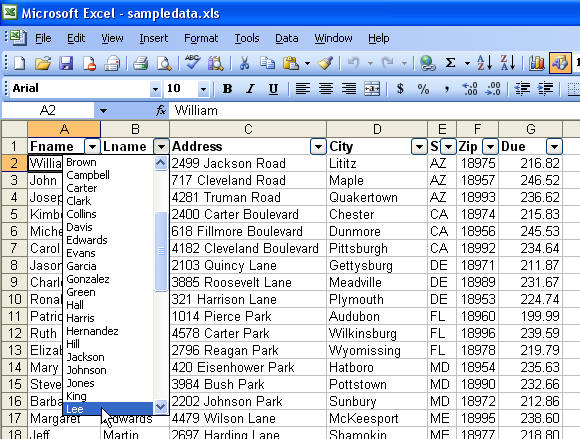 Microsoft Excel - sampledata.xls
File Edit View Insert Format Tools Data Window Help
Arial 10 B I U $ % ,
A2 fx William
A B C D E F G
1 Fname Lname Address City S Zip Due
2 Willia 2499 Jackson Road Lititz AZ 18975 216.82
3 John 717 Cleveland Road Maple AZ 18957 246.52
4 Josep 4281 Truman Road Quakertown AZ 18993 236.62
5 Kimbe 2400 Carter Boulevard Chester CA 18974 215.83
6 Miche 618 Fillmore Boulevard Dunmore CA 18956 245.53
7 Carol 4182 Cleveland Boulevard Pittsburgh CA 18992 234.64
8 Jason 2103 Quincy Lane Gettysburg DE 18971 211.87
9 Charle 3885 Roosevelt Lane Meadville DE 18989 231.67
10 Ronal 321 Harrison Lane Plymouth DE 18953 224.74
11 Patric 1014 Pierce Park Audubon FL 18960 199.99
12 Ruth 4578 Carter Park Wilkinsburg FL 18996 239.59
13 Elizab 2796 Reagan Park Wyomissing FL 18978 219.79
14 Mary 420 Eisenhower Park Hatboro MD 18954 235.63
15 Steve 3984 Bush Park Pottstown MD 18990 232.66
16 Barba 2202 Johnson Park Sunbury MD 18972 212.86
17 Margaret Edwards 4479 Wilson Lane McKeesport ME 18995 238.60
18 Jeff Martin 2697 Harding Lane Shamokin ME 18977 218.80
Brown
Campbell
Carter
Clark
Collins
Davis
Edwards
Evans
Garcia
Gonzalez
Green
Hall
Harris
Hernandez
Hill
Jackson
Johnson
Jones
King
Lee